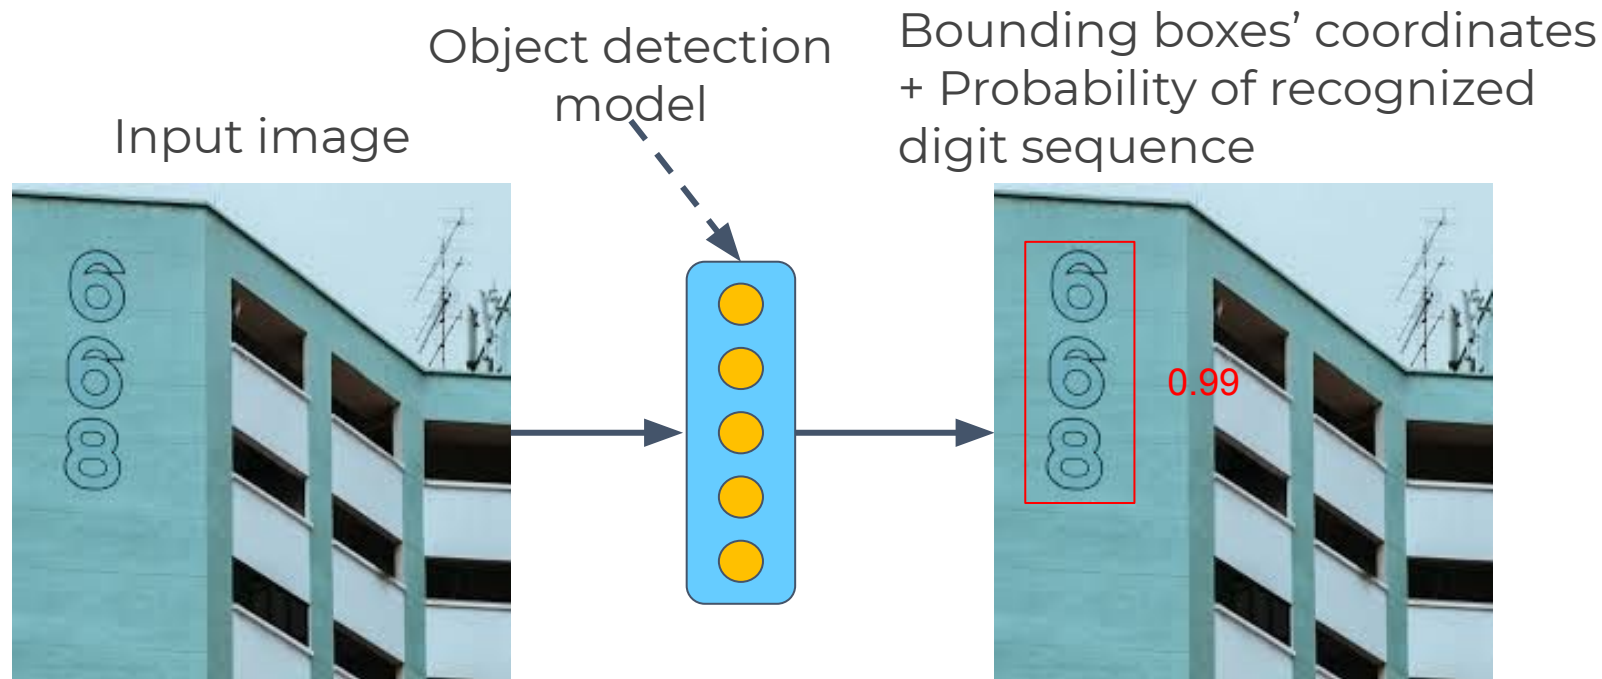 Input image
6
6
8
Object detection
model
Bounding boxes’ coordinates
+ Probability of recognized
digit sequence
6
6
8
0.99